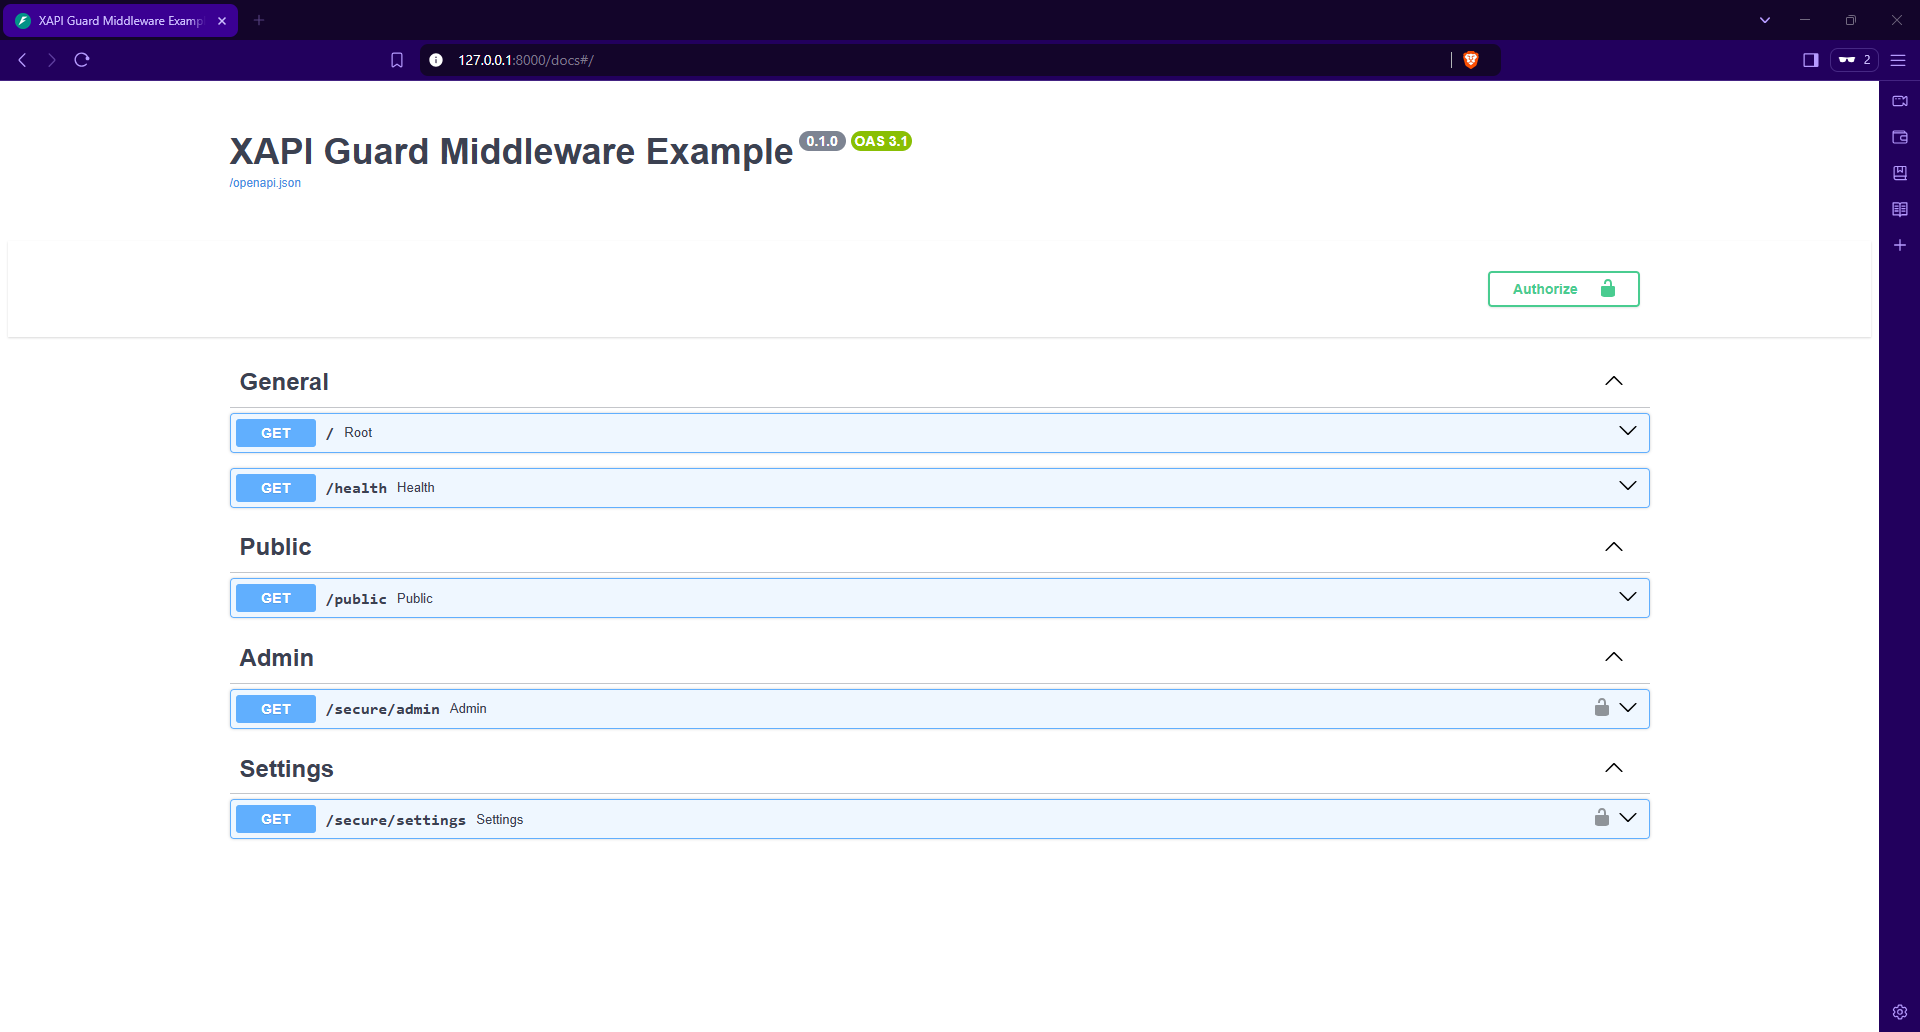 XAPI Guard Middleware Examp
127.0.0.1:8000/docs#/
2
XAPI Guard Middleware Example 0.1.0 OAS 3.1
/openapi.json
Authorize
General
GET / Root
GET /health Health
Public
GET /public Public
Admin
GET /secure/admin Admin
Settings
GET /secure/settings Settings